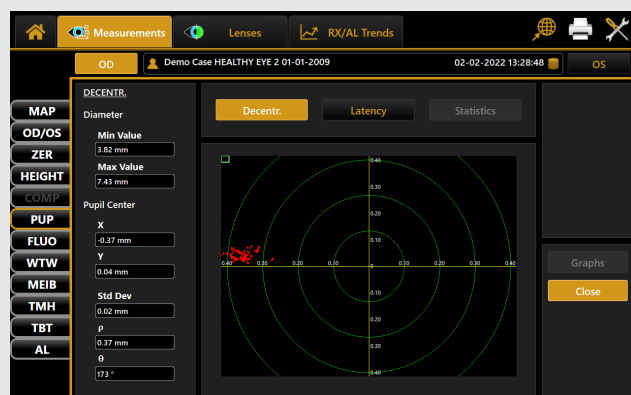 Measurements
Lenses
RX/AL Trends
OD
Demo Case HEALTHY EYE 2 01-01-2009
02-02-2022 13:28:48
OS
MAP
OD/OS
ZER
HEIGHT
COMP
PUP
FLUO
WTW
MEIB
TMH
TBT
AL
DECENTR.
Diameter
Min Value
3.82 mm
Max Value
7.43 mm
Pupil Center
X
-0.37 mm
Y
0.04 mm
Std Dev
0.02 mm
ρ
0.37 mm
θ
173 °
Decentr.
Latency
Statistics
0.40
0.30
0.20
0.10
0.40 0.30 0.20 0.10 0 0.10 0.20 0.30 0.40
0.10
0.20
0.30
0.40
Graphs
Close